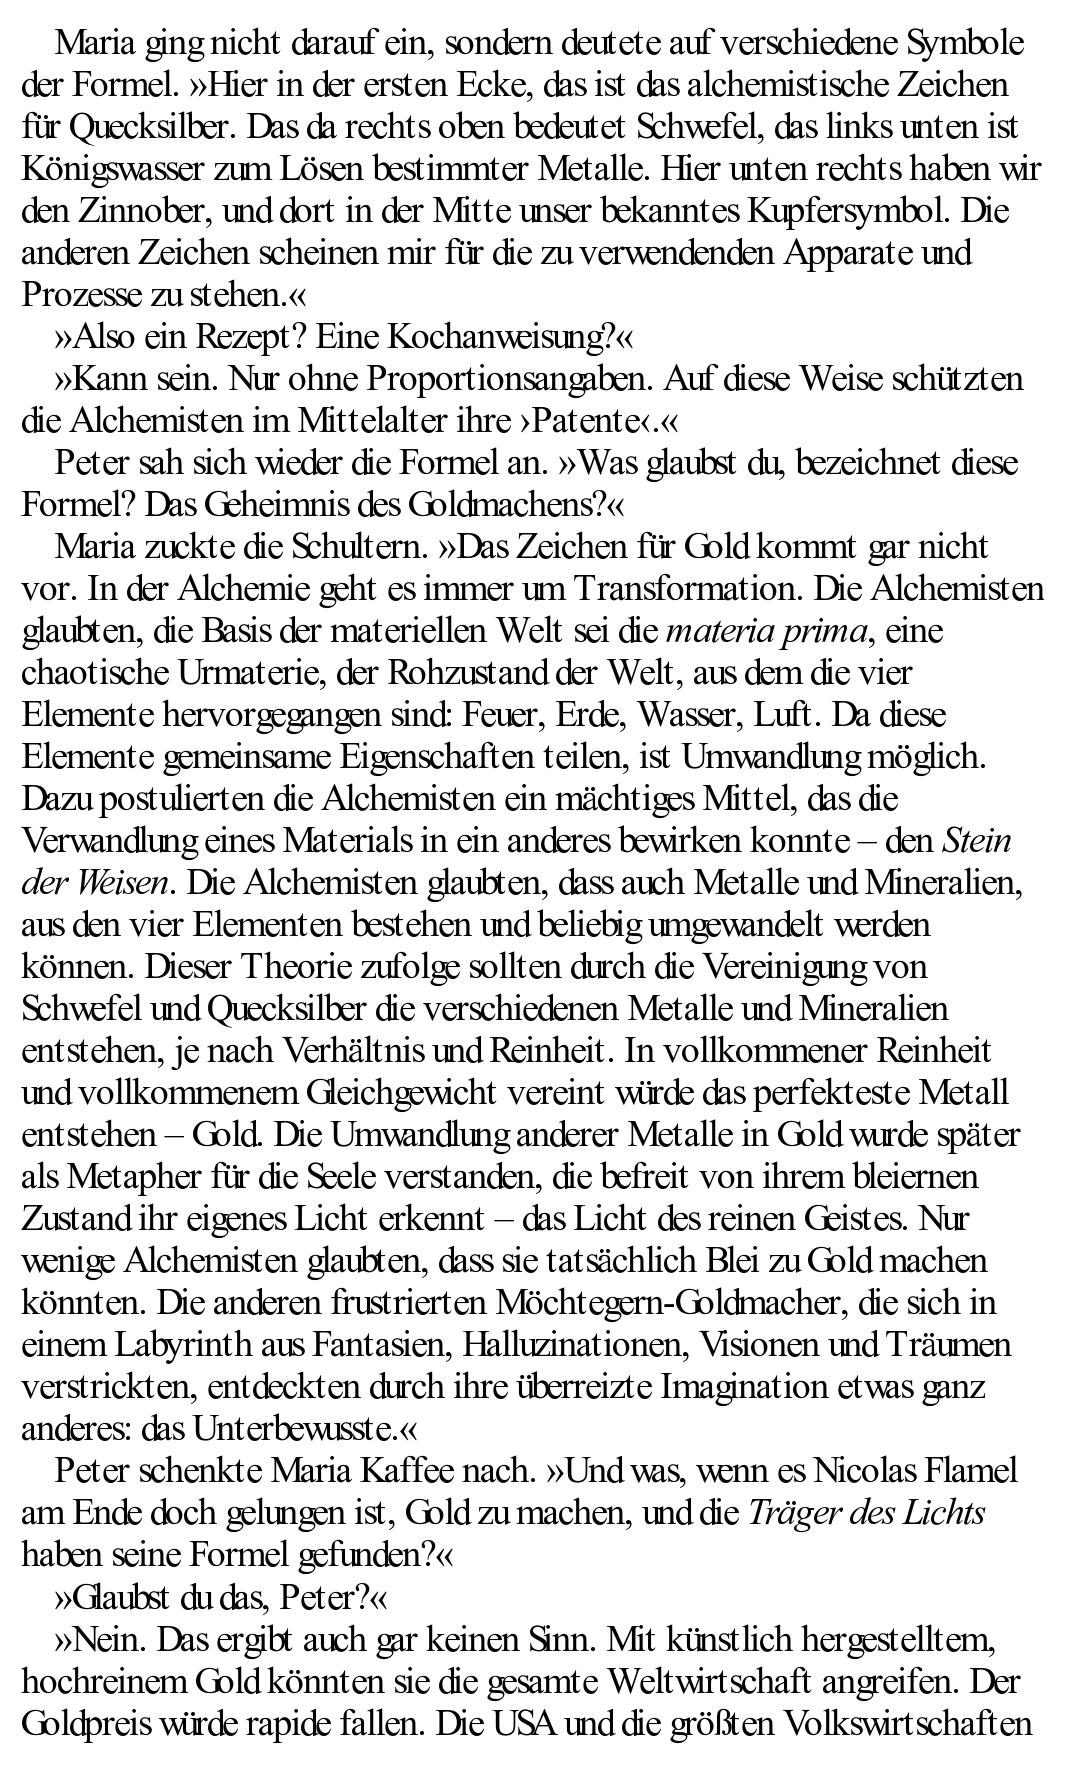 Maria ging nicht darauf ein, sondern deutete auf verschiedene Symbole
der Formel. »Hier in der ersten Ecke, das ist das alchemistische Zeichen
für Quecksilber. Das da rechts oben bedeutet Schwefel, das links unten ist
Königswasser zum Lösen bestimmter Metalle. Hier unten rechts haben wir
den Zinnober, und dort in der Mitte unser bekanntes Kupfersymbol. Die
anderen Zeichen scheinen mir für die zu verwendenden Apparate und
Prozesse zu stehen.«
»Also ein Rezept? Eine Kochanweisung?«
»Kann sein. Nur ohne Proportionsangaben. Auf diese Weise schützten
die Alchemisten im Mittelalter ihre ›Patente‹.«
Peter sah sich wieder die Formel an. »Was glaubst du, bezeichnet diese
Formel? Das Geheimnis des Goldmachens?«
Maria zuckte die Schultern. »Das Zeichen für Gold kommt gar nicht
vor. In der Alchemie geht es immer um Transformation. Die Alchemisten
glaubten, die Basis der materiellen Welt sei die materia prima, eine
chaotische Urmaterie, der Rohzustand der Welt, aus dem die vier
Elemente hervorgegangen sind: Feuer, Erde, Wasser, Luft. Da diese
Elemente gemeinsame Eigenschaften teilen, ist Umwandlung möglich.
Dazu postulierten die Alchemisten ein mächtiges Mittel, das die
Verwandlung eines Materials in ein anderes bewirken konnte – den Stein
der Weisen. Die Alchemisten glaubten, dass auch Metalle und Mineralien,
aus den vier Elementen bestehen und beliebig umgewandelt werden
können. Dieser Theorie zufolge sollten durch die Vereinigung von
Schwefel und Quecksilber die verschiedenen Metalle und Mineralien
entstehen, je nach Verhältnis und Reinheit. In vollkommener Reinheit
und vollkommenem Gleichgewicht vereint würde das perfekteste Metall
entstehen – Gold. Die Umwandlung anderer Metalle in Gold wurde später
als Metapher für die Seele verstanden, die befreit von ihrem bleiernen
Zustand ihr eigenes Licht erkennt – das Licht des reinen Geistes. Nur
wenige Alchemisten glaubten, dass sie tatsächlich Blei zu Gold machen
könnten. Die anderen frustrierten Möchtegern-Goldmacher, die sich in
einem Labyrinth aus Fantasien, Halluzinationen, Visionen und Träumen
verstrickten, entdeckten durch ihre überreizte Imagination etwas ganz
anderes: das Unterbewusste.«
Peter schenkte Maria Kaffee nach. »Und was, wenn es Nicolas Flamel
am Ende doch gelungen ist, Gold zu machen, und die Träger des Lichts
haben seine Formel gefunden?«
»Glaubst du das, Peter?«
»Nein. Das ergibt auch gar keinen Sinn. Mit künstlich hergestelltem,
hochreinem Gold könnten sie die gesamte Weltwirtschaft angreifen. Der
Goldpreis würde rapide fallen. Die USA und die größten Volkswirtschaften